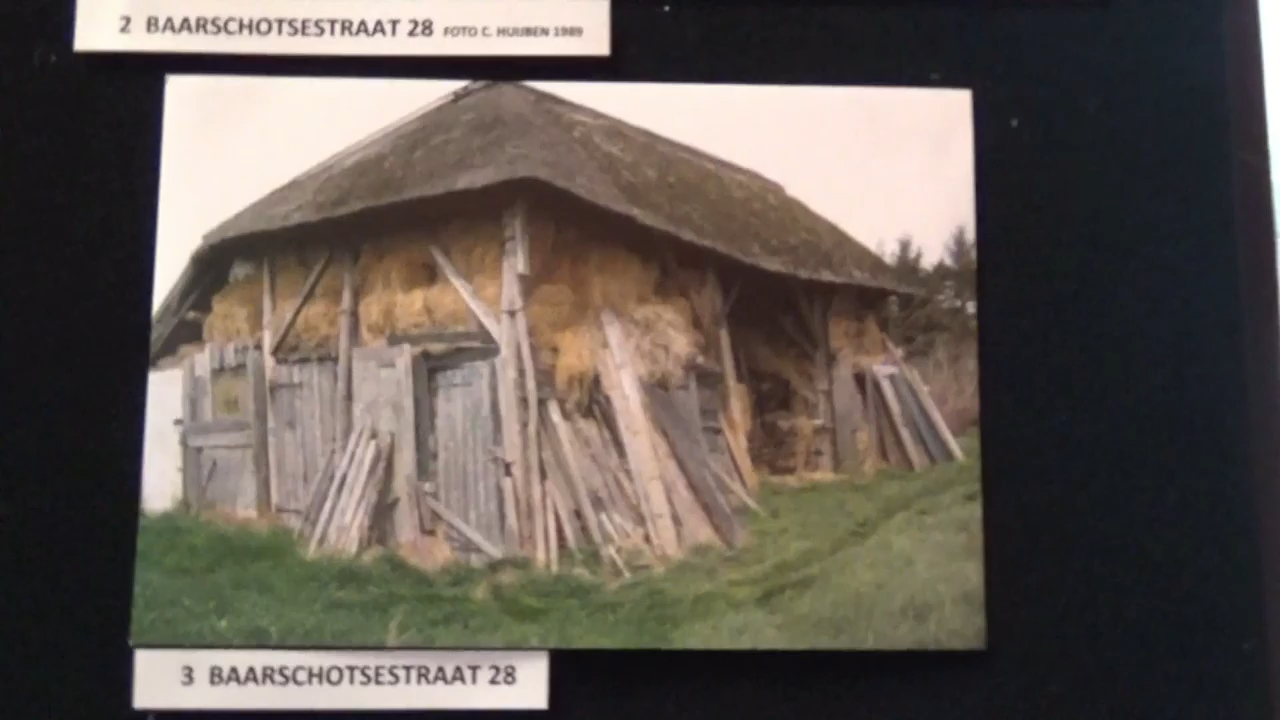 2 BAARSCHOTSESTRAAT 28 FOTO C. HUIJBEN 1989
3 BAARSCHOTSESTRAAT 28